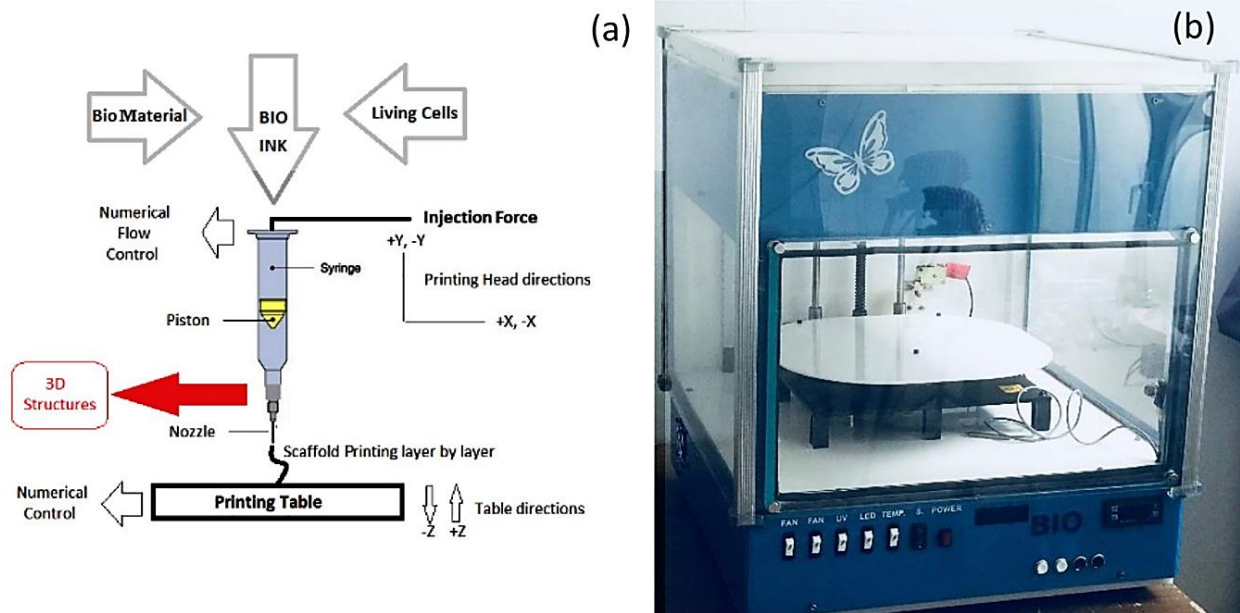 (a)
Bio Material
BIO
INK
Living Cells
Numerical
Flow
Control
Injection Force
+Y, -Y
Syringe
Printing Head directions
Piston
+X, -X
3D
Structures
Nozzle
Scaffold Printing layer by layer
Numerical
Control
Printing Table
Table directions
-Z +Z
(b)
FAN FAN UV LED TEMP. S. POWER
BIO